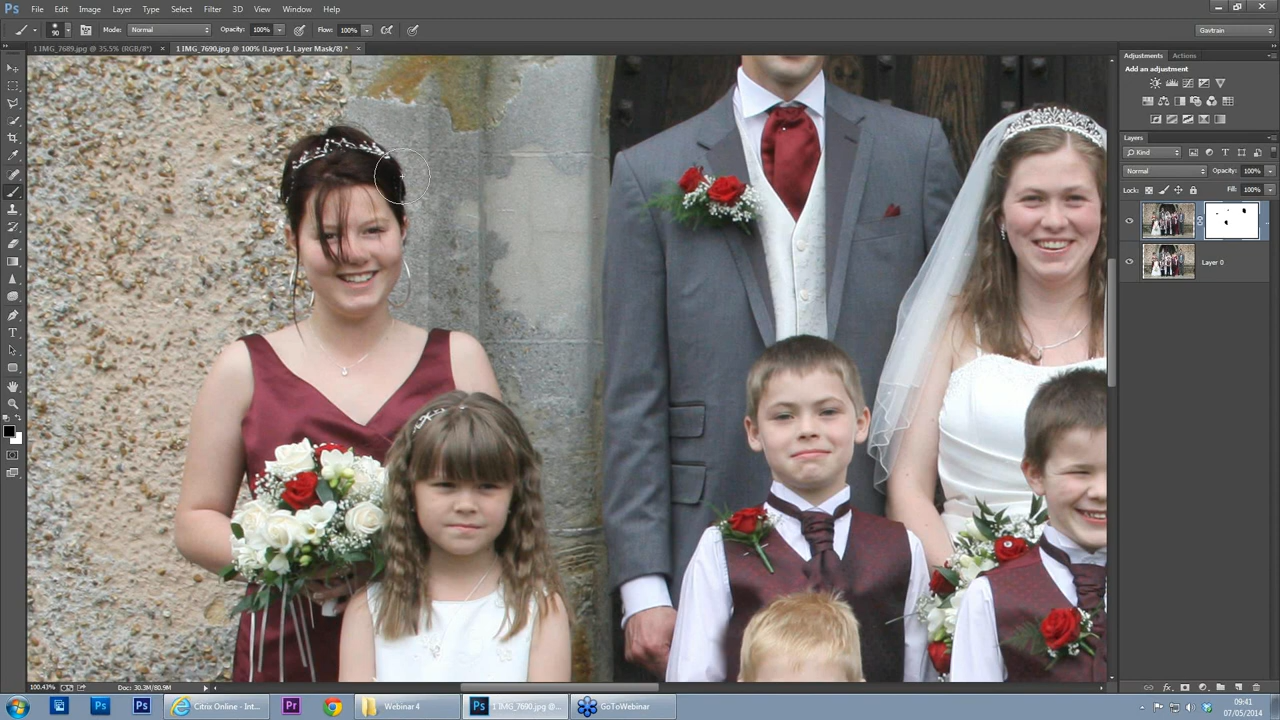 Ps File Edit Image Layer Type Select Filter 3D View Window Help
90 Mode: Normal Opacity: 100% Flow: 100% Gavtrain
1 IMG_7689.jpg @ 35.5% (RGB/8*) × 1 IMG_7690.jpg @ 100% (Layer 1, Layer Mask/8) * ×
Adjustments Actions
Add an adjustment
Layers
Kind
Normal Opacity: 100%
Lock: Fill: 100%
Layer 0
100.43% Doc: 30.3M/80.9M
Citrix Online - Int... Webinar 4 1 IMG_7690.jpg @... GoToWebinar
09:41
07/05/2014